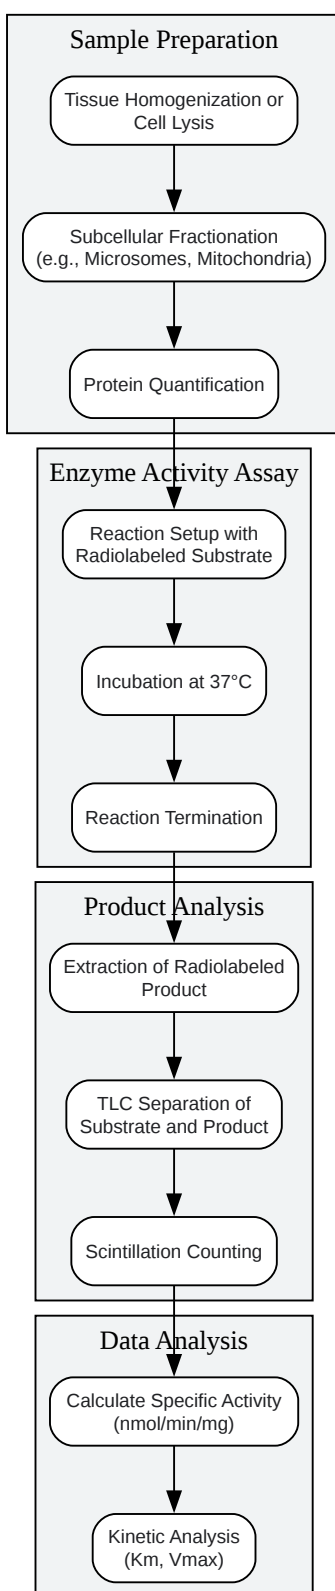 Sample Preparation
Tissue Homogenization or
Cell Lysis
Subcellular Fractionation
(e.g., Microsomes, Mitochondria)
Protein Quantification
Enzyme Activity Assay
Reaction Setup with
Radiolabeled Substrate
Incubation at 37°C
Reaction Termination
Product Analysis
Extraction of Radiolabeled
Product
TLC Separation of
Substrate and Product
Scintillation Counting
Data Analysis
Calculate Specific Activity
(nmol/min/mg)
Kinetic Analysis
(Km, Vmax)